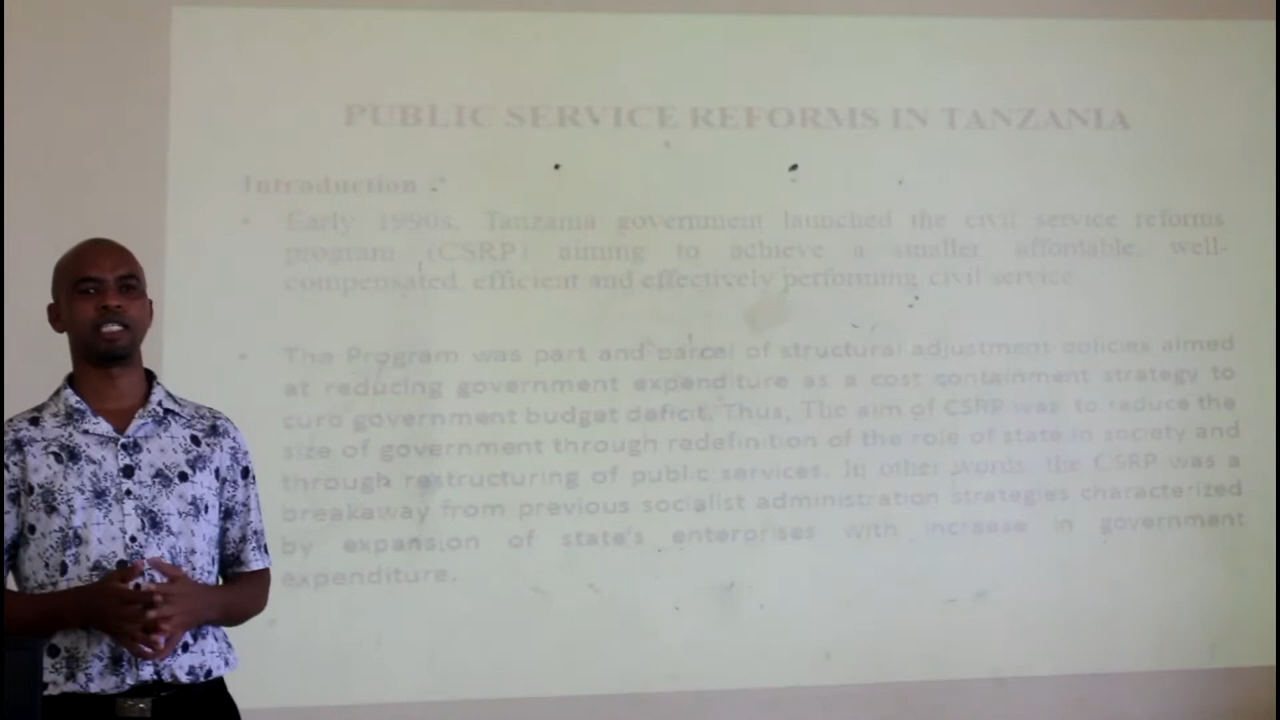 PUBLIC SERVICE REFORMS IN TANZANIA
Introduction :
• Early 1990s, Tanzania government launched the civil service reforms
program (CSRP) aiming to achieve a smaller affordable, well-
compensated, efficient and effectively performing civil service.
• The Program was part and parcel of structural adjustment policies aimed
at reducing government expenditure as a cost containment strategy to
cure government budget deficit. Thus, The aim of CSRP was to reduce the
size of government through redefinition of the role of state in society and
through restructuring of public services. In other words, the CSRP was a
breakaway from previous socialist administration strategies characterized
by expansion of state's enterprises with increase in government
expenditure.